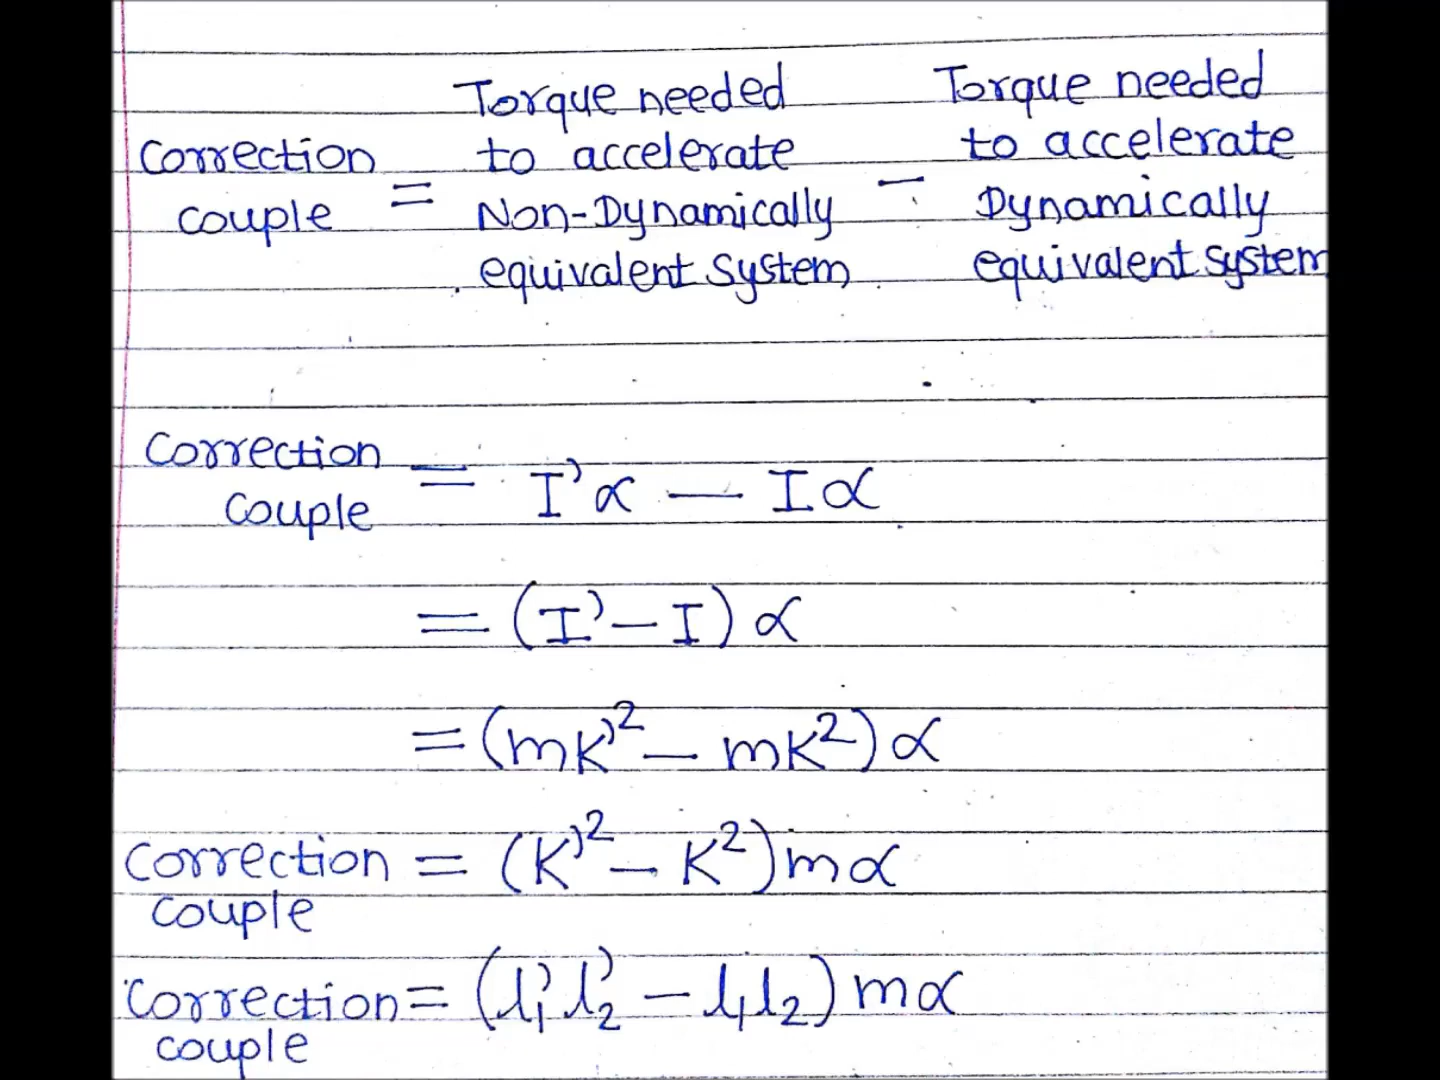 Correction couple = Torque needed to accelerate Non-Dynamically equivalent system - Torque needed to accelerate Dynamically equivalent system
Correction couple = I'α — Iα
= (I' - I) α
= (mK'² - mK²) α
Correction couple = (K'² - K²) mα
Correction couple = (l₁' l₂' - l₁l₂) mα